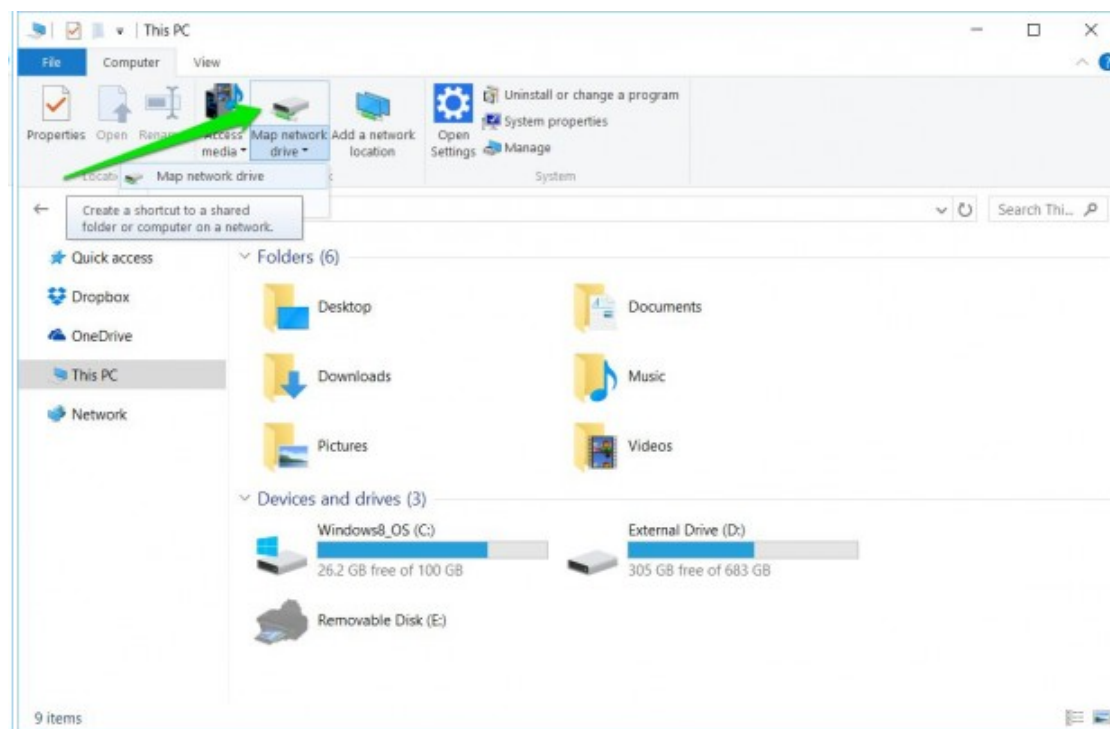 This PC
File Computer View
Properties Open Access media Map network drive Add a network location Open Settings Uninstall or change a program
System properties
Manage
Map network drive
System
Create a shortcut to a shared
folder or computer on a network.
Search Thi...
Quick access
Dropbox
OneDrive
This PC
Network
Folders (6)
Desktop
Documents
Downloads
Music
Pictures
Videos
Devices and drives (3)
Windows8_OS (C:)
26.2 GB free of 100 GB
External Drive (D:)
305 GB free of 683 GB
Removable Disk (E:)
9 items